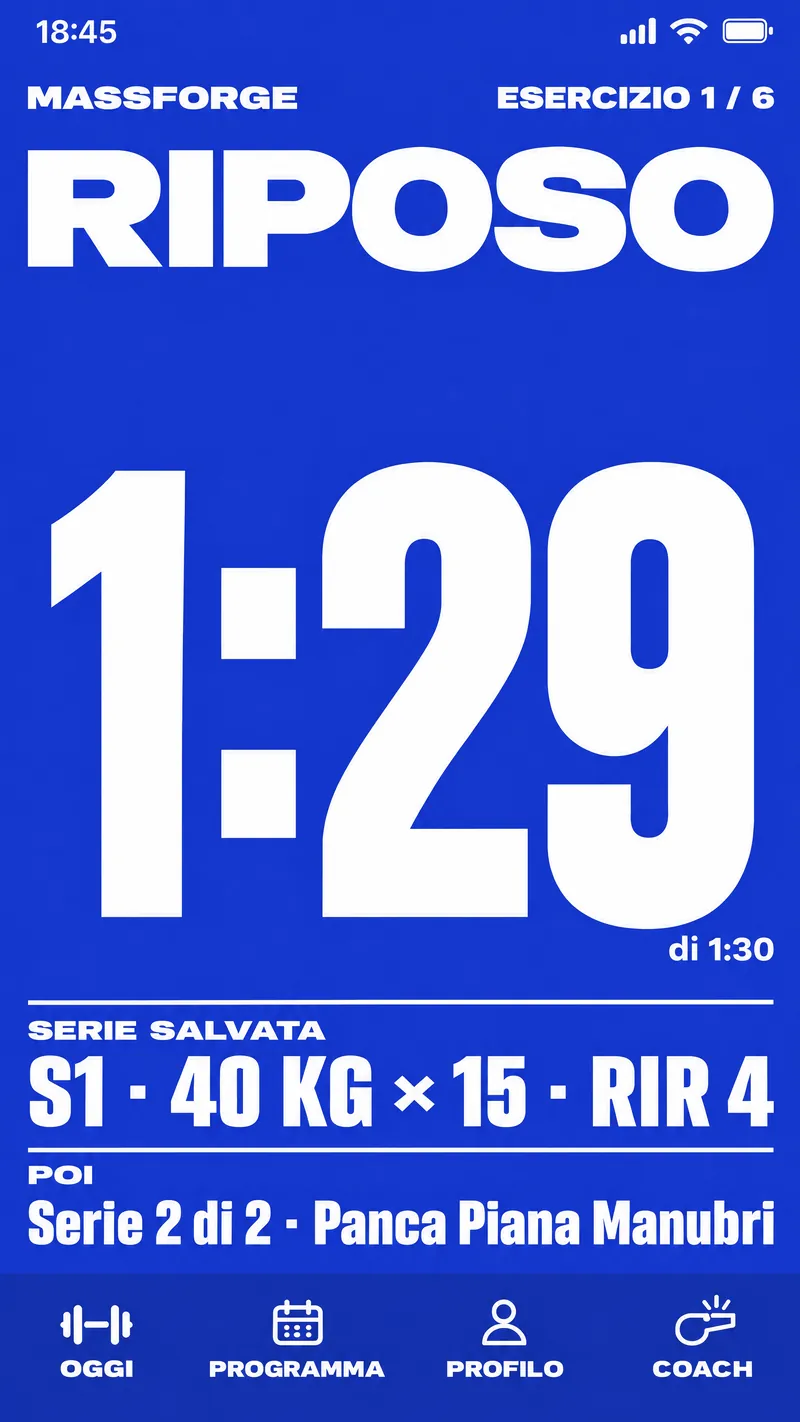 18:45
MASSFORGE ESERCIZIO 1 / 6
RIPOSO
1:29
di 1:30
SERIE SALVATA
S1 · 40 KG × 15 · RIR 4
POI
Serie 2 di 2 · Panca Piana Manubri
OGGI PROGRAMMA PROFILO COACH